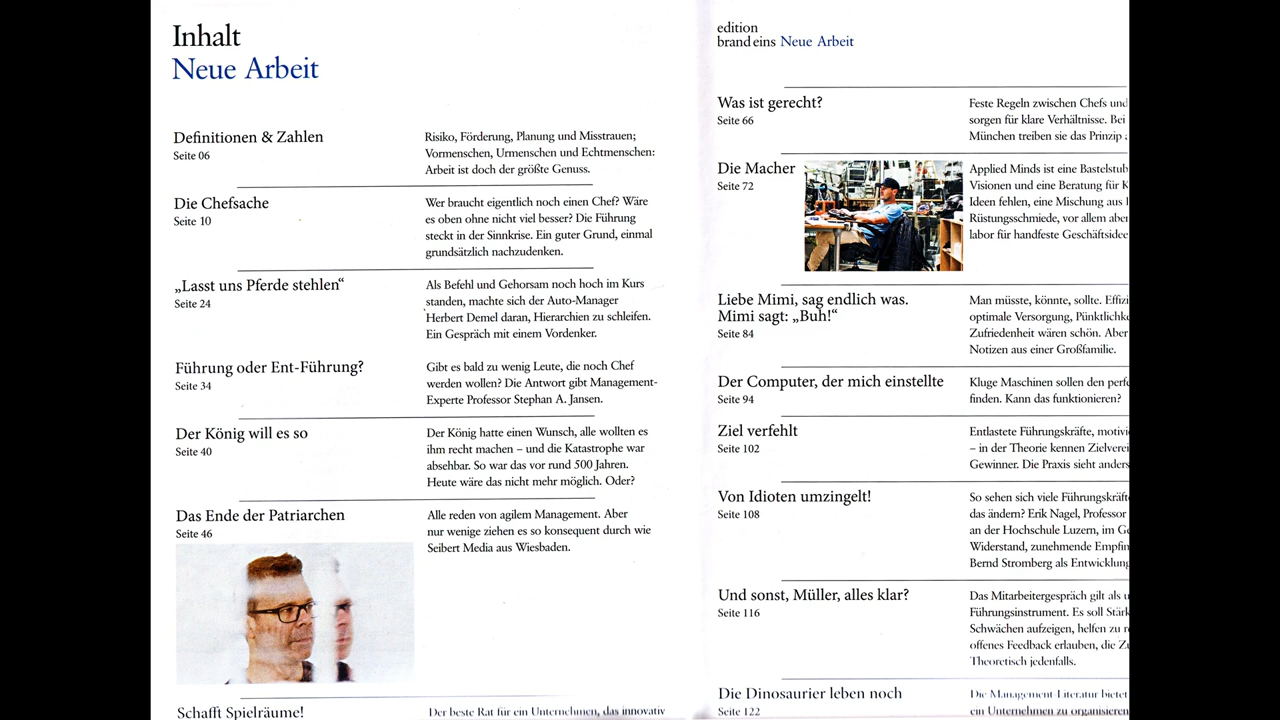 Inhalt
Neue Arbeit
Definitionen & Zahlen
Seite 06
Risiko, Förderung, Planung und Misstrauen;
Vormenschen, Urmenschen und Echtmenschen:
Arbeit ist doch der größte Genuss.
Die Chefsache
Seite 10
Wer braucht eigentlich noch einen Chef? Wäre
es oben ohne nicht viel besser? Die Führung
steckt in der Sinnkrise. Ein guter Grund, einmal
grundsätzlich nachzudenken.
„Lasst uns Pferde stehlen“
Seite 24
Als Befehl und Gehorsam noch hoch im Kurs
standen, machte sich der Auto-Manager
Herbert Demel daran, Hierarchien zu schleifen.
Ein Gespräch mit einem Vordenker.
Führung oder Ent-Führung?
Seite 34
Gibt es bald zu wenig Leute, die noch Chef
werden wollen? Die Antwort gibt Management-
Experte Professor Stephan A. Jansen.
Der König will es so
Seite 40
Der König hatte einen Wunsch, alle wollten es
ihm recht machen – und die Katastrophe war
absehbar. So war das vor rund 500 Jahren.
Heute wäre das nicht mehr möglich. Oder?
Das Ende der Patriarchen
Seite 46
Alle reden von agilem Management. Aber
nur wenige ziehen es so konsequent durch wie
Seibert Media aus Wiesbaden.
Schafft Spielräume!
Der beste Rat für ein Unternehmen, das innovativ
edition
brand eins Neue Arbeit
Was ist gerecht?
Seite 66
Feste Regeln zwischen Chefs und
sorgen für klare Verhältnisse. Bei
München treiben sie das Prinzip
Die Macher
Seite 72
Applied Minds ist eine Bastelstub
Visionen und eine Beratung für K
Ideen fehlen, eine Mischung aus
Rüstungsschmiede, vor allem aber
labor für handfeste Geschäftsidee
Liebe Mimi, sag endlich was.
Mimi sagt: „Buh!“
Seite 84
Man müsste, könnte, sollte. Effizi
optimale Versorgung, Pünktlichke
Zufriedenheit wären schön. Aber
Notizen aus einer Großfamilie.
Der Computer, der mich einstellte
Seite 94
Kluge Maschinen sollen den perfe
finden. Kann das funktionieren?
Ziel verfehlt
Seite 102
Entlastete Führungskräfte, motivi
– in der Theorie kennen Zielverei
Gewinner. Die Praxis sieht anders
Von Idioten umzingelt!
Seite 108
So sehen sich viele Führungskräft
das ändern? Erik Nagel, Professor
an der Hochschule Luzern, im Ge
Widerstand, zunehmende Empfin
Bernd Stromberg als Entwicklung
Und sonst, Müller, alles klar?
Seite 116
Das Mitarbeitergespräch gilt als u
Führungsinstrument. Es soll Stärk
Schwächen aufzeigen, helfen zu r
offenes Feedback erlauben, die Zu
Theoretisch jedenfalls.
Die Dinosaurier leben noch
Seite 122
Die Management-Literatur bietet
ein Unternehmen zu organisieren